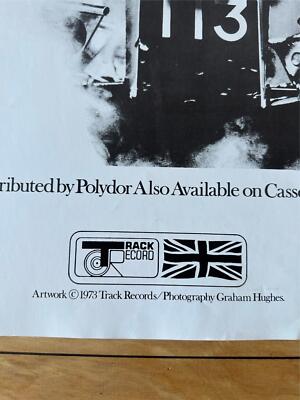 113
ributed by Polydor Also Available on Casse
TRACK
RECORD
Artwork © 1973 Track Records/Photography Graham Hughes.